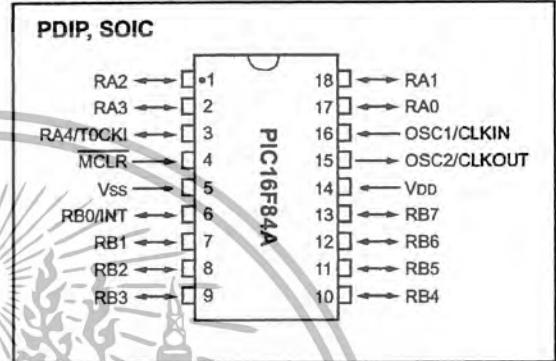 PDIP, SOIC
RA2 •1 18 RA1
RA3 2 17 RA0
RA4/T0CKI 3 16 OSC1/CLKIN
MCLR 4 15 OSC2/CLKOUT
VSS 5 14 VDD
RB0/INT 6 13 RB7
RB1 7 12 RB6
RB2 8 11 RB5
RB3 9 10 RB4
PIC16F84A